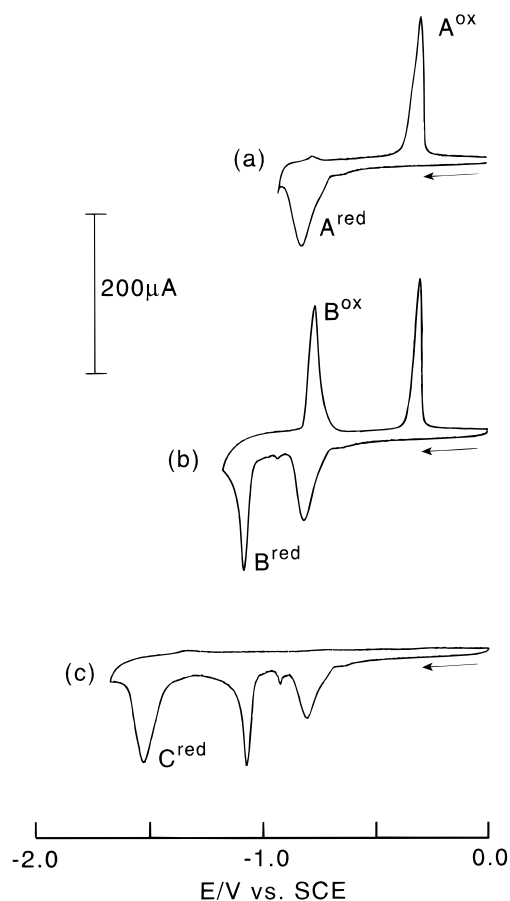 A^ox
(a)
A^red
200μA
B^ox
(b)
B^red
(c)
C^red
-2.0 -1.0 0.0
E/V vs. SCE